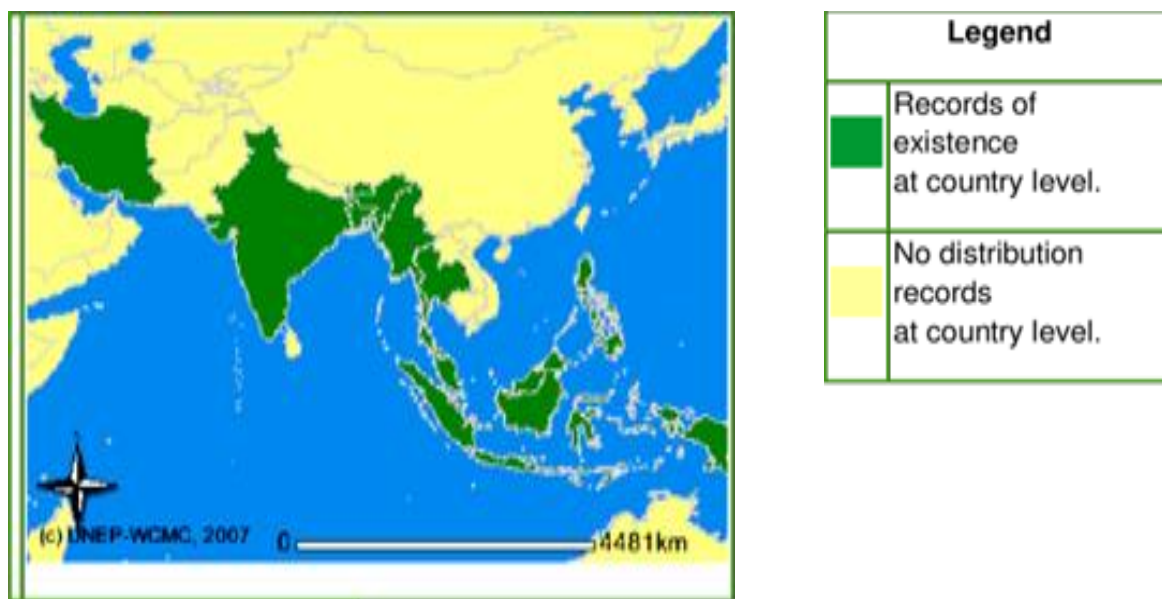 (c) UNEP-WCMC, 2007
0 4481km
Legend
Records of
existence
at country level.
No distribution
records
at country level.